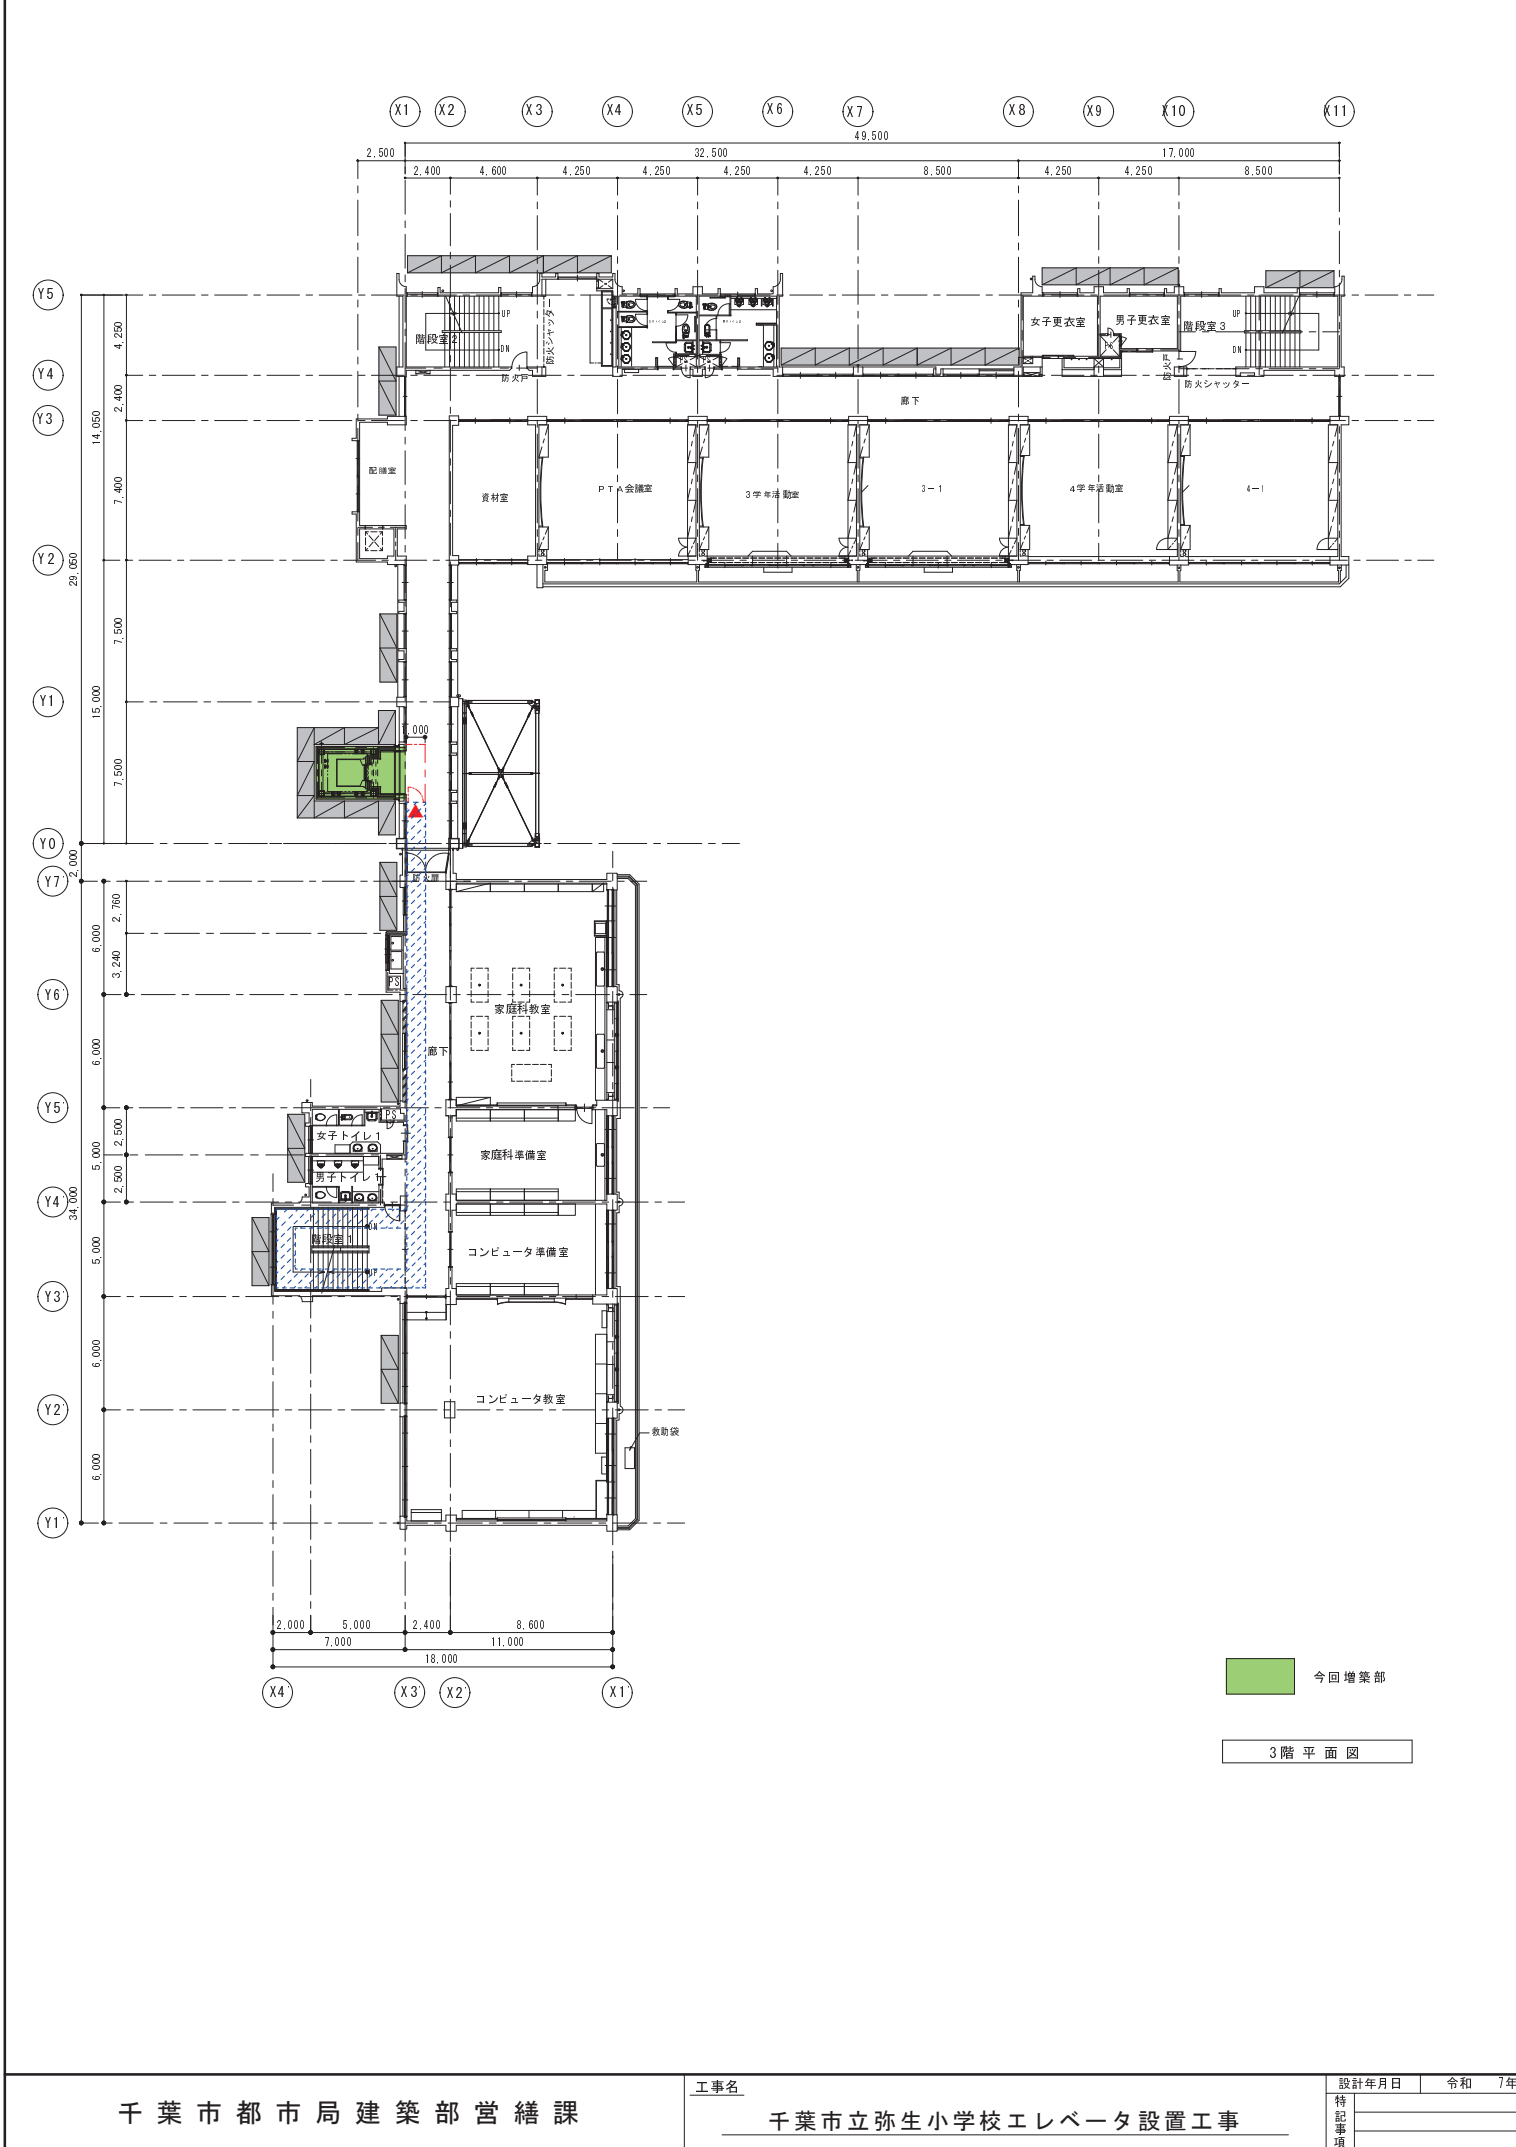 X1 X2 X3 X4 X5 X6 X7 X8 X9 X10 X11
49,500
2,500 32,500 17,000
2,400 4,600 4,250 4,250 4,250 4,250 8,500 4,250 4,250 8,500
Y5
Y4
Y3
Y2
Y1
Y0
Y7'
Y6'
Y5'
Y4'
Y3'
Y2'
Y1'
4,250
2,400
14,050
7,400
29,050
7,500
15,000
7,500
2,000
2,760
6,000
3,240
6,000
2,500
5,000
2,500
34,000
5,000
6,000
6,000
階段室2
UP
DN
防火シャッター
防火戸
女子更衣室
男子更衣室
階段室3
UP
DN
PS
防火戸
防火シャッター
廊下
配膳室
資材室
PTA会議室
3学年活動室
3-1
4学年活動室
4-1
1,000
防火扉
PS
家庭科教室
廊下
PS
女子トイレ1
男子トイレ1
家庭科準備室
階段室1
DN
UP
コンピュータ準備室
コンピュータ教室
救助袋
2,000 5,000 2,400 8,600
7,000 11,000
18,000
X4' X3' X2' X1'
今回増築部
3階平面図
千葉市都市局建築部営繕課
工事名
千葉市立弥生小学校エレベータ設置工事
設計年月日 令和 7年
特記事項